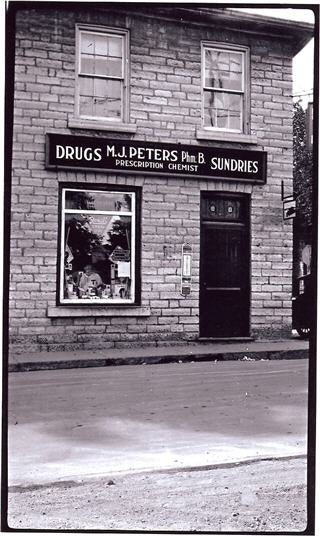 DRUGS M.J. PETERS Phm. B. SUNDRIES
PRESCRIPTION CHEMIST